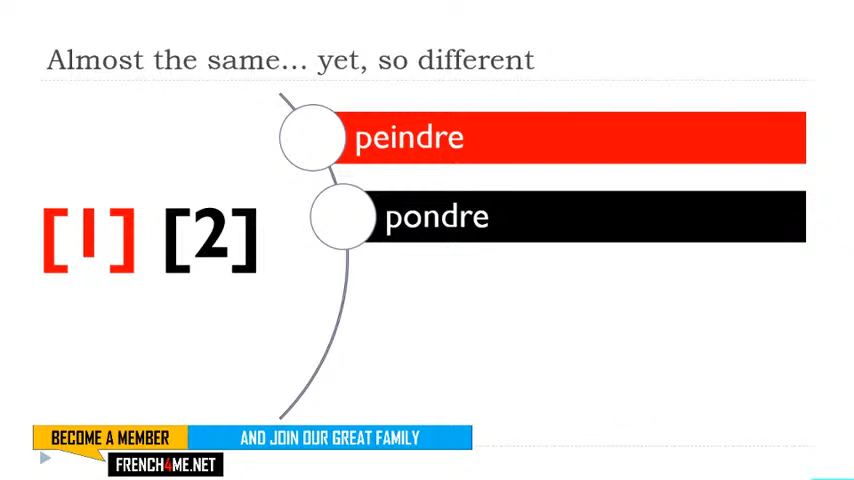 Almost the same... yet, so different
peindre
pondre
[1] [2]
BECOME A MEMBER AND JOIN OUR GREAT FAMILY
FRENCH4ME.NET